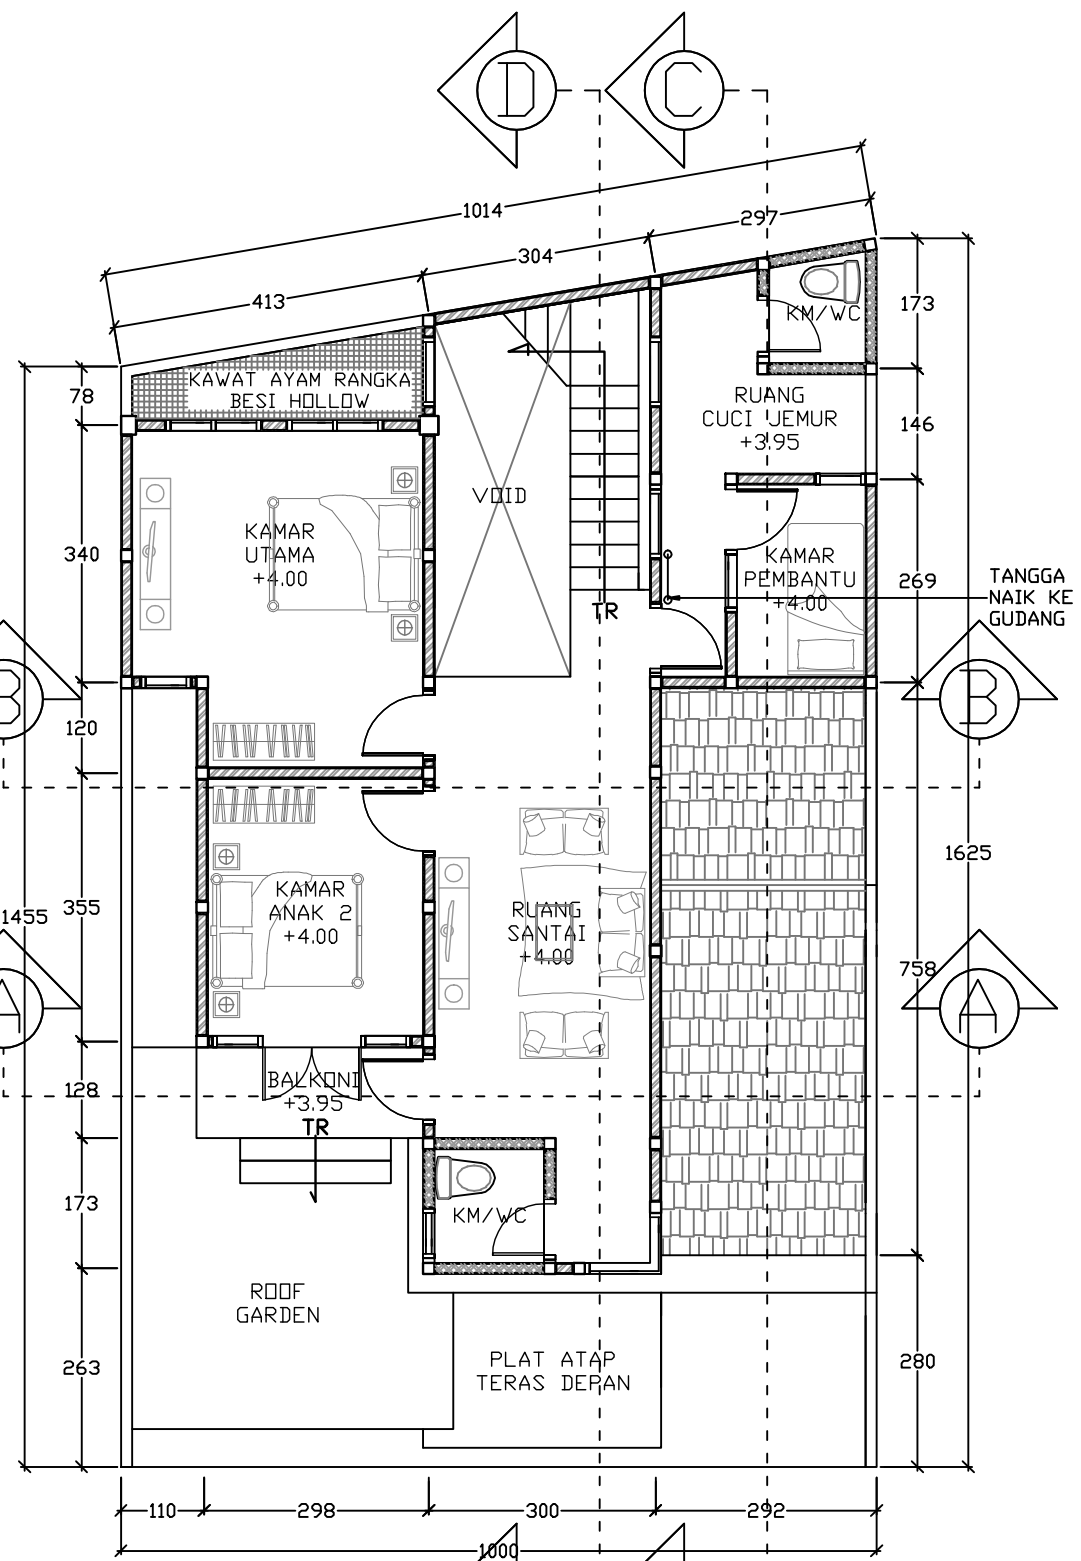 D
C
1014
297
304
413
173
KM/WC
78
KAWAT AYAM RANGKA
BESI HOLLOW
RUANG
CUCI JEMUR
+3.95
146
VOID
KAMAR
UTAMA
+4.00
340
KAMAR
PEMBANTU
+4.00
269
TANGGA
NAIK KE
GUDANG
TR
B
B
120
1625
1455
355
KAMAR
ANAK 2
+4.00
RUANG
SANTAI
+4.00
758
A
A
128
BALKONI
+3.95
TR
173
KM/WC
ROOF
GARDEN
263
PLAT ATAP
TERAS DEPAN
280
110
298
300
292
1000